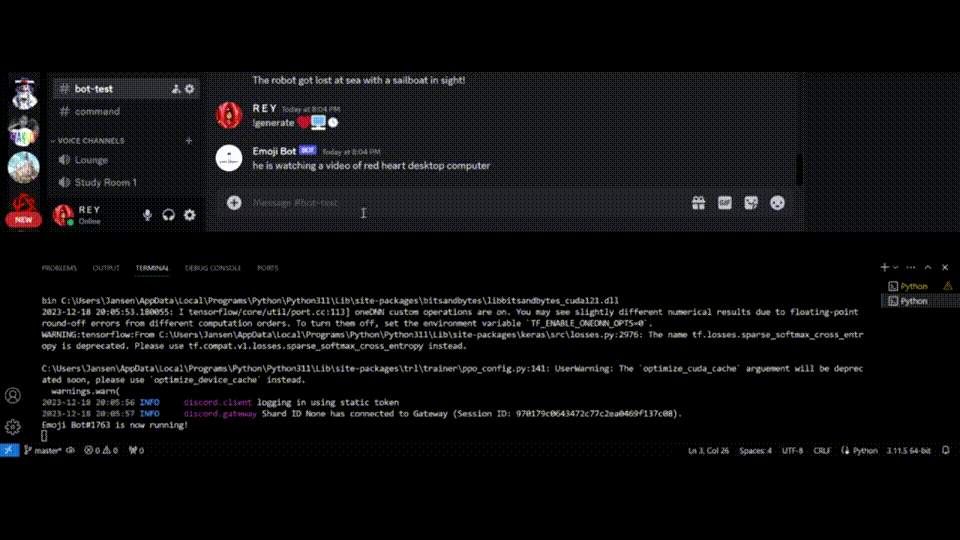 The robot got lost at sea with a sailboat in sight!
# bot-test
# command
VOICE CHANNELS
Lounge
Study Room 1
NEW
REY
Online
REY Today at 8:04 PM
!generate ❤️🖥️🕒
Emoji Bot BOT Today at 8:04 PM
he is watching a video of red heart desktop computer
Message #bot-test
GIF
PROBLEMS OUTPUT TERMINAL DEBUG CONSOLE PORTS
Python
Python
bin C:\Users\Jansen\AppData\Local\Programs\Python\Python311\Lib\site-packages\bitsandbytes\libbitsandbytes_cuda121.dll
2023-12-18 20:05:53.180055: I tensorflow/core/util/port.cc:113] oneDNN custom operations are on. You may see slightly different numerical results due to floating-point
round-off errors from different computation orders. To turn them off, set the environment variable `TF_ENABLE_ONEDNN_OPTS=0`.
WARNING:tensorflow:From C:\Users\Jansen\AppData\Local\Programs\Python\Python311\Lib\site-packages\keras\src\losses.py:2976: The name tf.losses.sparse_softmax_cross_entr
opy is deprecated. Please use tf.compat.v1.losses.sparse_softmax_cross_entropy instead.
C:\Users\Jansen\AppData\Local\Programs\Python\Python311\Lib\site-packages\trl\trainer\ppo_config.py:141: UserWarning: The `optimize_cuda_cache` arguement will be deprec
ated soon, please use `optimize_device_cache` instead.
warnings.warn(
2023-12-18 20:05:56 INFO discord.client logging in using static token
2023-12-18 20:05:57 INFO discord.gateway Shard ID None has connected to Gateway (Session ID: 970179c0643472c77c2ea0469f137c08).
Emoji Bot#1763 is now running!
master* 0 0 0 Ln 3, Col 26 Spaces: 4 UTF-8 CRLF Python 3.11.5 64-bit